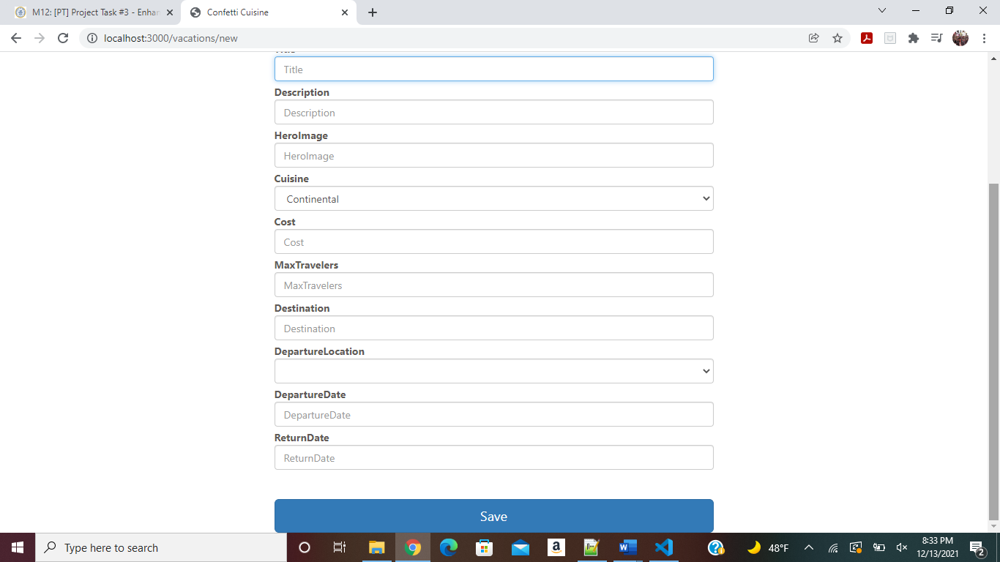 M12: [PT] Project Task #3 - Enhan
Confetti Cuisine
localhost:3000/vacations/new
Title
Description
Description
HeroImage
HeroImage
Cuisine
Continental
Cost
Cost
MaxTravelers
MaxTravelers
Destination
Destination
DepartureLocation
DepartureDate
DepartureDate
ReturnDate
ReturnDate
Save
Type here to search
48°F
8:33 PM
12/13/2021
2